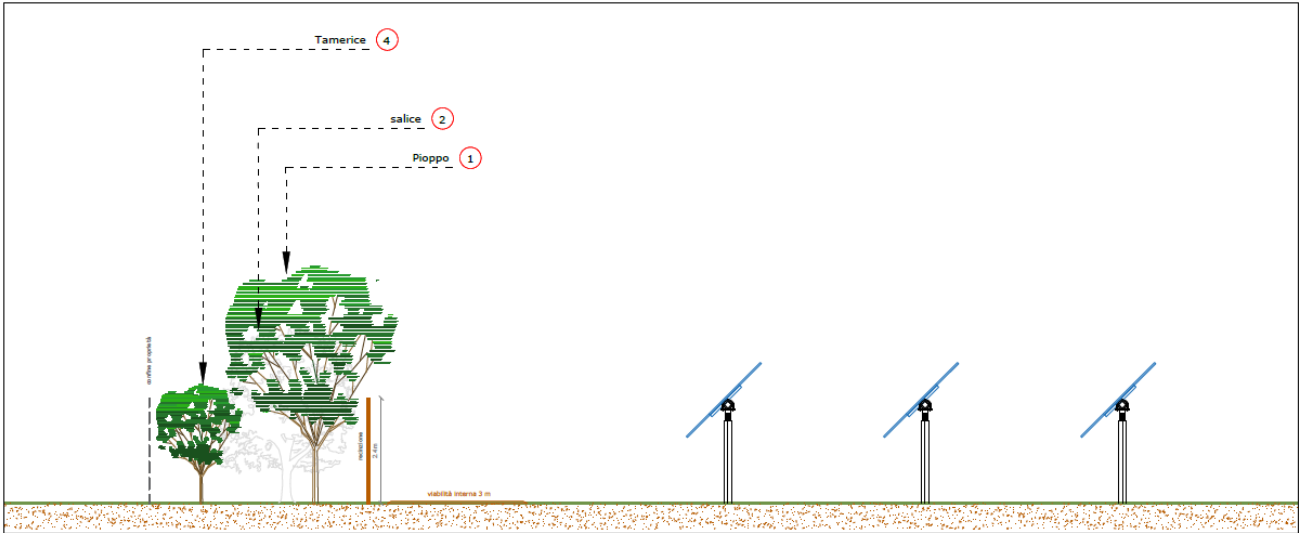 Tamerice 4
salice 2
Pioppo 1
confine proprietà
recinzione
2.4m
viabilità interna 3 m